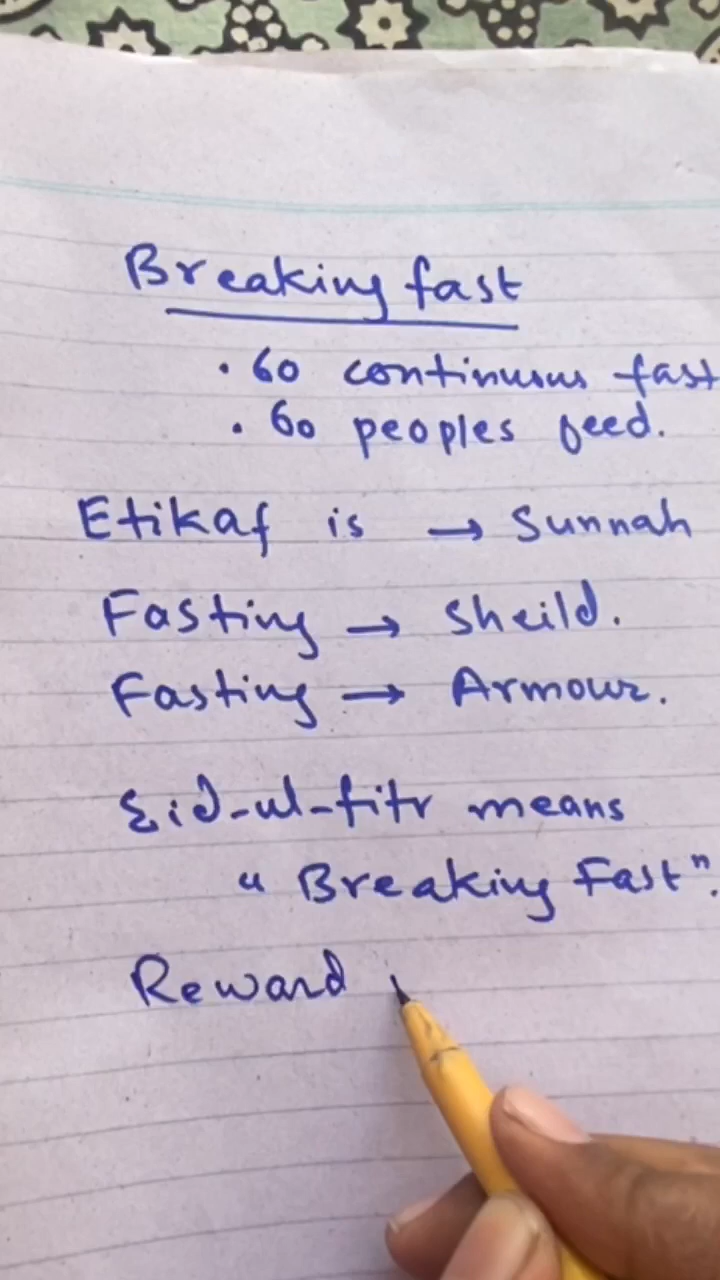 Breaking fast
. 60 continuous fast
. 60 peoples feed.
Etikaf is → Sunnah
Fasting → Sheild.
Fasting → Armour.
Eid-ul-fitr means
" Breaking Fast".
Reward